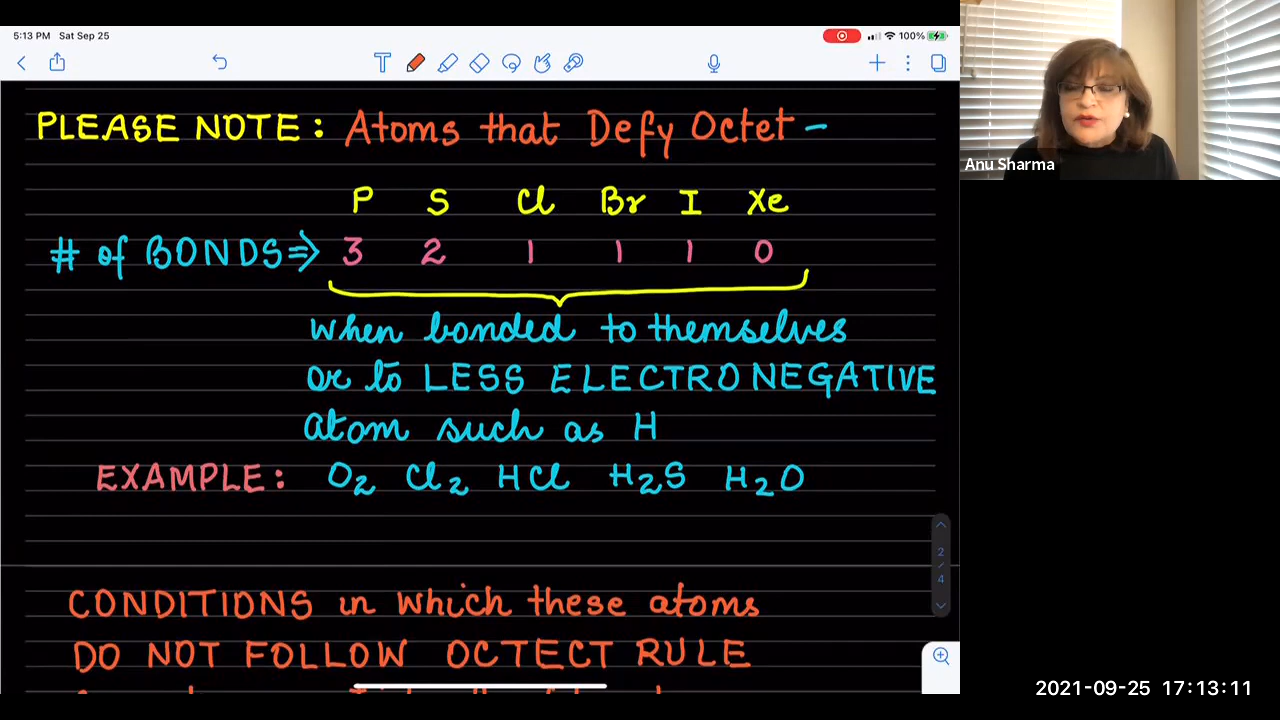 5:13 PM Sat Sep 25
100%
PLEASE NOTE: Atoms that Defy Octet -
P S Cl Br I Xe
# of BONDS ⇒ 3 2 1 1 1 0
when bonded to themselves
or to LESS ELECTRONEGATIVE
atom such as H
EXAMPLE: O2 Cl2 HCl H2S H2O
CONDITIONS in which these atoms
DO NOT FOLLOW OCTECT RULE
2
/
4
Anu Sharma
2021-09-25 17:13:11